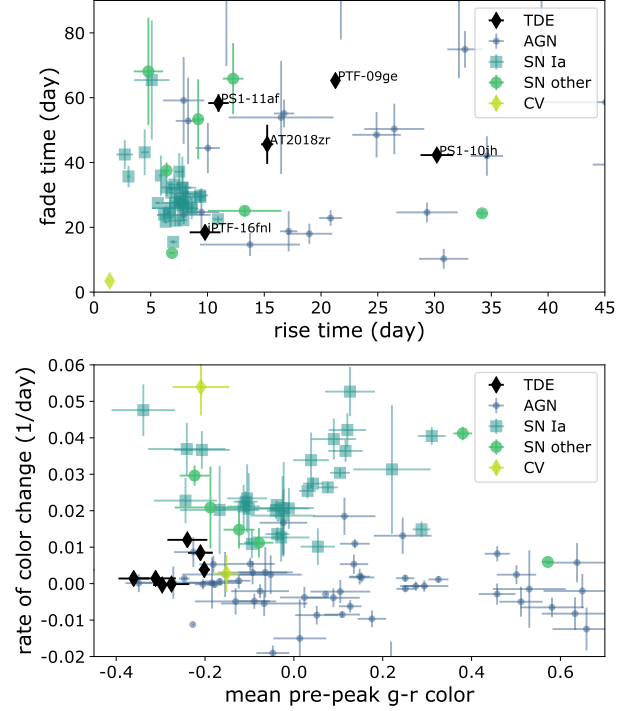 80
60
40
20
0
fade time (day)
0 5 10 15 20 25 30 35 40 45
rise time (day)
TDE
AGN
SN Ia
SN other
CV
PTF-09ge
PS1-11af
AT2018zr
PS1-10jh
iPTF-16fnl
0.06
0.05
0.04
0.03
0.02
0.01
0.00
-0.01
-0.02
rate of color change (1/day)
-0.4 -0.2 0.0 0.2 0.4 0.6
mean pre-peak g-r color
TDE
AGN
SN Ia
SN other
CV